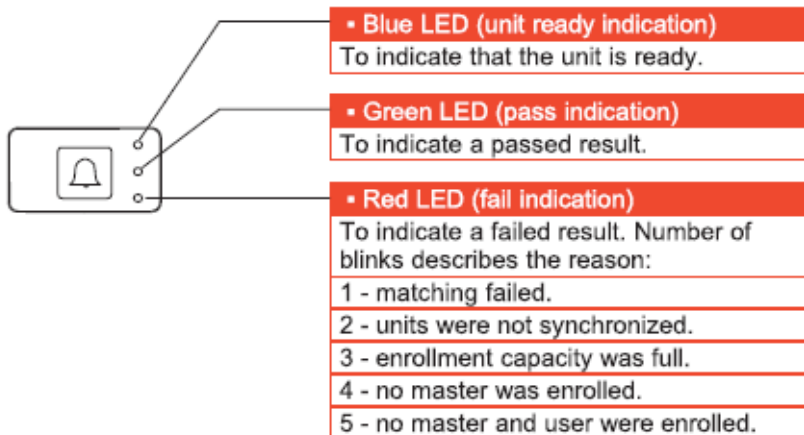 ▪ Blue LED (unit ready indication)
To indicate that the unit is ready.
▪ Green LED (pass indication)
To indicate a passed result.
▪ Red LED (fail indication)
To indicate a failed result. Number of
blinks describes the reason:
1 - matching failed.
2 - units were not synchronized.
3 - enrollment capacity was full.
4 - no master was enrolled.
5 - no master and user were enrolled.